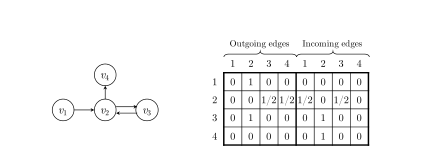 Outgoing edges Incoming edges
1 2 3 4 1 2 3 4
1 0 1 0 0 0 0 0 0
v4
2 0 0 1/2 1/2 1/2 0 1/2 0
v1 v2 v3
3 0 1 0 0 0 1 0 0
4 0 0 0 0 0 1 0 0